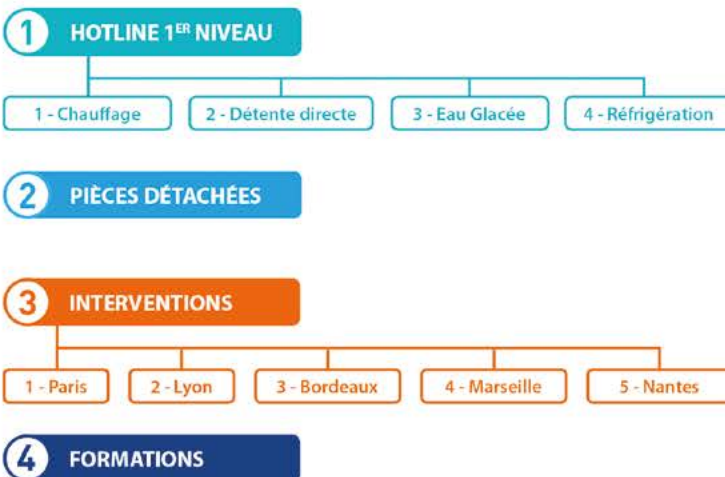 1 HOTLINE 1ER NIVEAU
1 - Chauffage 2 - Détente directe 3 - Eau Glacée 4 - Réfrigération
2 PIÈCES DÉTACHÉES
3 INTERVENTIONS
1 - Paris 2 - Lyon 3 - Bordeaux 4 - Marseille 5 - Nantes
4 FORMATIONS